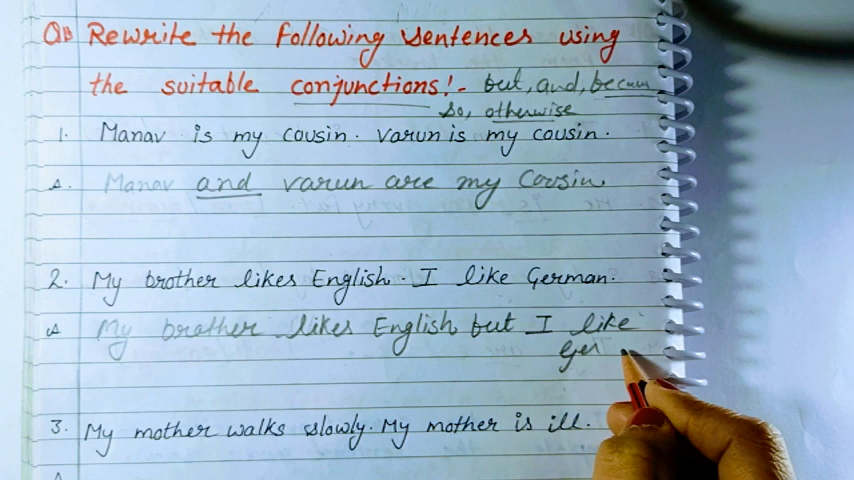 QB Rewrite the following sentences using
the suitable conjunctions!- but, and, becaus
so, otherwise
1. Manav is my cousin. Varun is my cousin.
A. Manav and varun are my Cousin.
2. My brother likes English. I like German.
A My brother likes English but I like
Ger
3. My mother walks slowly. My mother is ill.
A